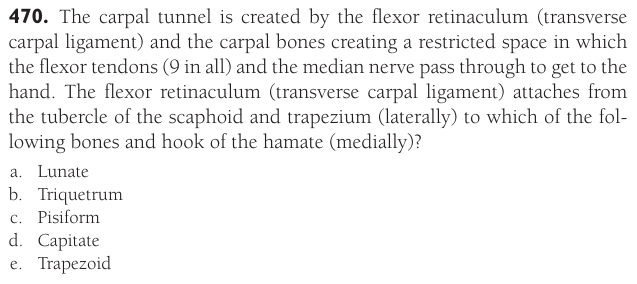 470. The carpal tunnel is created by the flexor retinaculum (transverse
carpal ligament) and the carpal bones creating a restricted space in which
the flexor tendons (9 in all) and the median nerve pass through to get to the
hand. The flexor retinaculum (transverse carpal ligament) attaches from
the tubercle of the scaphoid and trapezium (laterally) to which of the fol-
lowing bones and hook of the hamate (medially)?
a. Lunate
b. Triquetrum
c. Pisiform
d. Capitate
e. Trapezoid